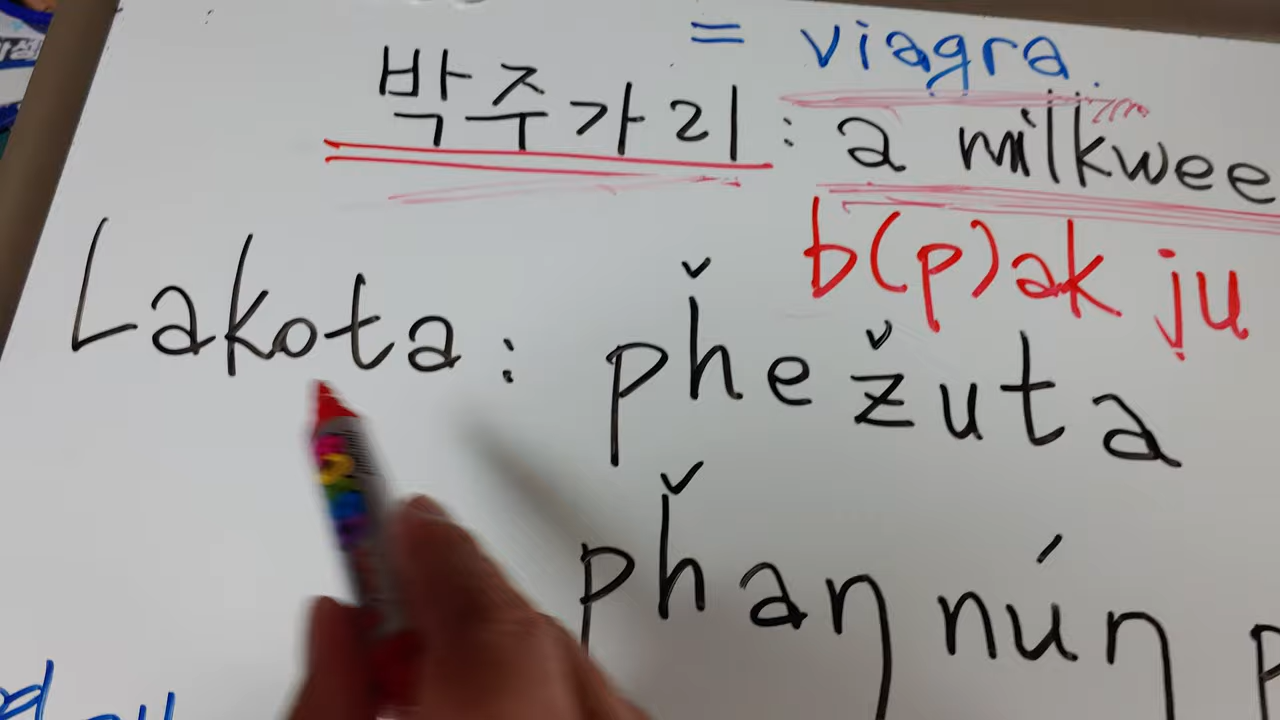 = viagra.
박주가리 : a milkwee
b(p)ak ju
Lakota : pȟežuta
pȟaŋnúŋ p